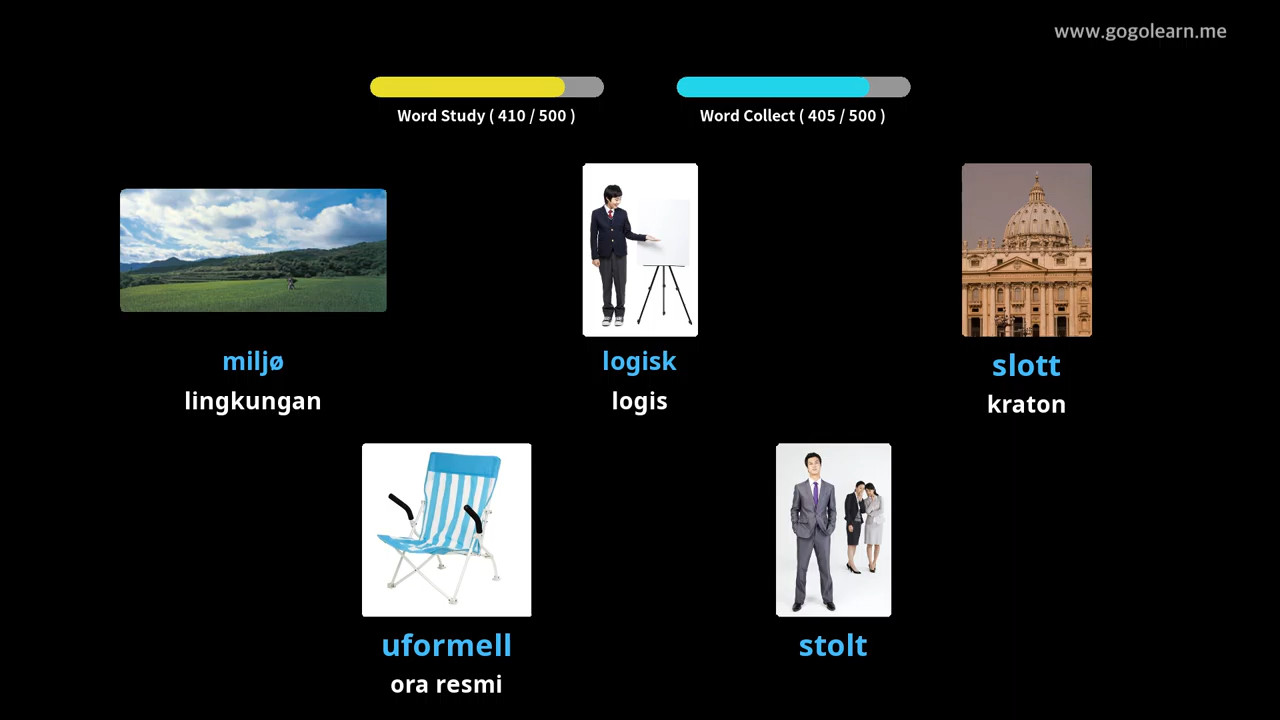 www.gogolearn.me
Word Study ( 410 / 500 )
Word Collect ( 405 / 500 )
miljø
lingkungan
logisk
logis
slott
kraton
uformell
ora resmi
stolt